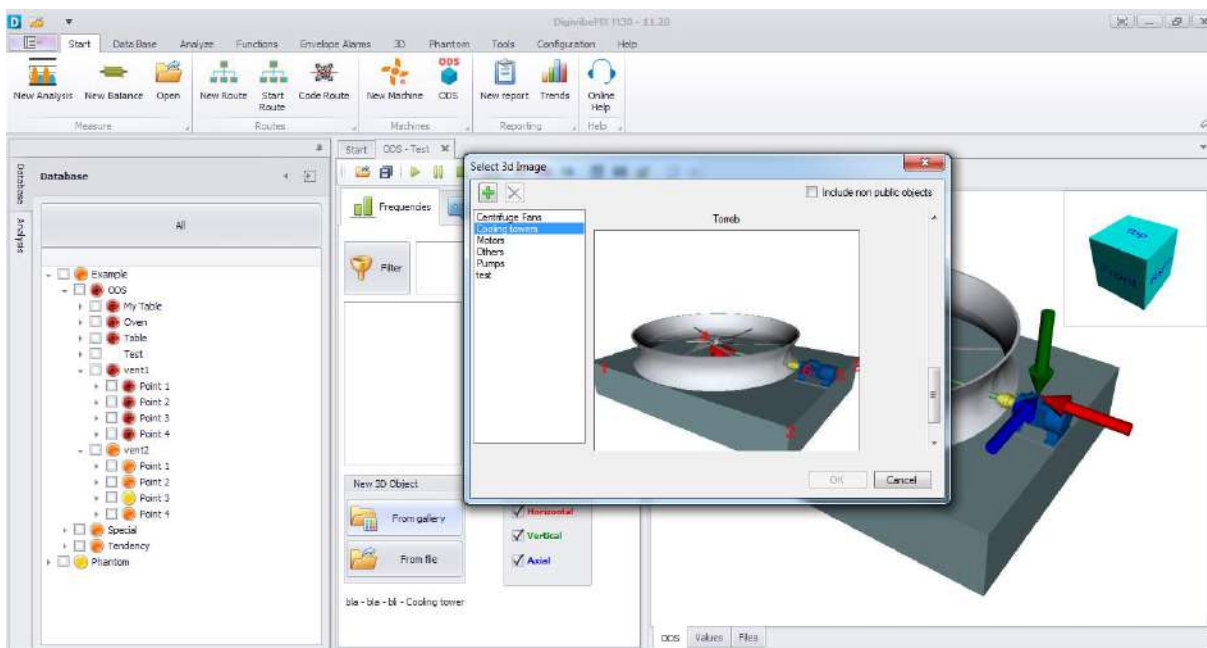 DigivibeMX M30 - 11.20
Start Data Base Analyze Functions Envelope Alarms 3D Phantom Tools Configuration Help
New Analysis New Balance Open New Route Start Route Code Route New Machine ODS New report Trends Online Help
Measure Routes Machines Reporting Help
Database
Analysis
Database
All
Example
ODS
My Table
Oven
Table
Test
vent1
Point 1
Point 2
Point 3
Point 4
vent2
Point 1
Point 2
Point 3
Point 4
Special
Tendency
Phantom
Start ODS - Test
Frequencies
Filter
New 3D Object
From gallery
From file
Horizontal
Vertical
Axial
bla - bla - bli - Cooling tower
Select 3d Image
Include non public objects
Centrifuge Fans
Cooling towers
Motors
Others
Pumps
test
Torreb
OK Cancel
TOP
Front
ODS Values Files